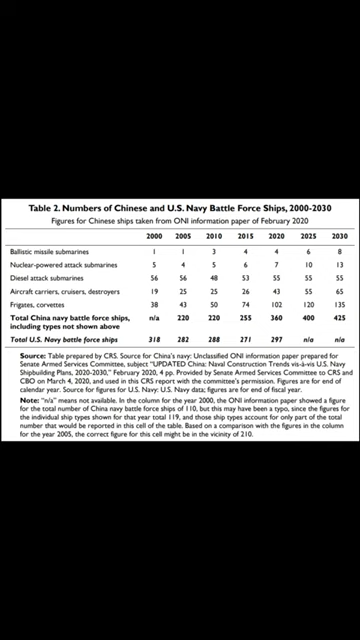 Table 2. Numbers of Chinese and U.S. Navy Battle Force Ships, 2000-2030
Figures for Chinese ships taken from ONI information paper of February 2020
2000 2005 2010 2015 2020 2025 2030
Ballistic missile submarines 1 1 3 4 4 6 8
Nuclear-powered attack submarines 5 4 5 6 7 10 13
Diesel attack submarines 56 56 48 53 55 55 55
Aircraft carriers, cruisers, destroyers 19 25 25 26 43 55 65
Frigates, corvettes 38 43 50 74 102 120 135
Total China navy battle force ships, including types not shown above n/a 220 220 255 360 400 425
Total U.S. Navy battle force ships 318 282 288 271 297 n/a n/a
Source: Table prepared by CRS. Source for China's navy: Unclassified ONI information paper prepared for
Senate Armed Services Committee, subject "UPDATED China: Naval Construction Trends vis-à-vis U.S. Navy
Shipbuilding Plans, 2020-2030," February 2020, 4 pp. Provided by Senate Armed Services Committee to CRS and
CBO on March 4, 2020, and used in this CRS report with the committee's permission. Figures are for end of
calendar year. Source for figures for U.S. Navy: U.S. Navy data; figures are for end of fiscal year.
Note: "n/a" means not available. In the column for the year 2000, the ONI information paper showed a figure
for the total number of China navy battle force ships of 110, but this may have been a typo, since the figures
for the individual ship types shown for that year total 119, and those ship types account for only part of the total
number that would be reported in this cell of the table. Based on a comparison with the figures in the column
for the year 2005, the correct figure for this cell might be in the vicinity of 210.